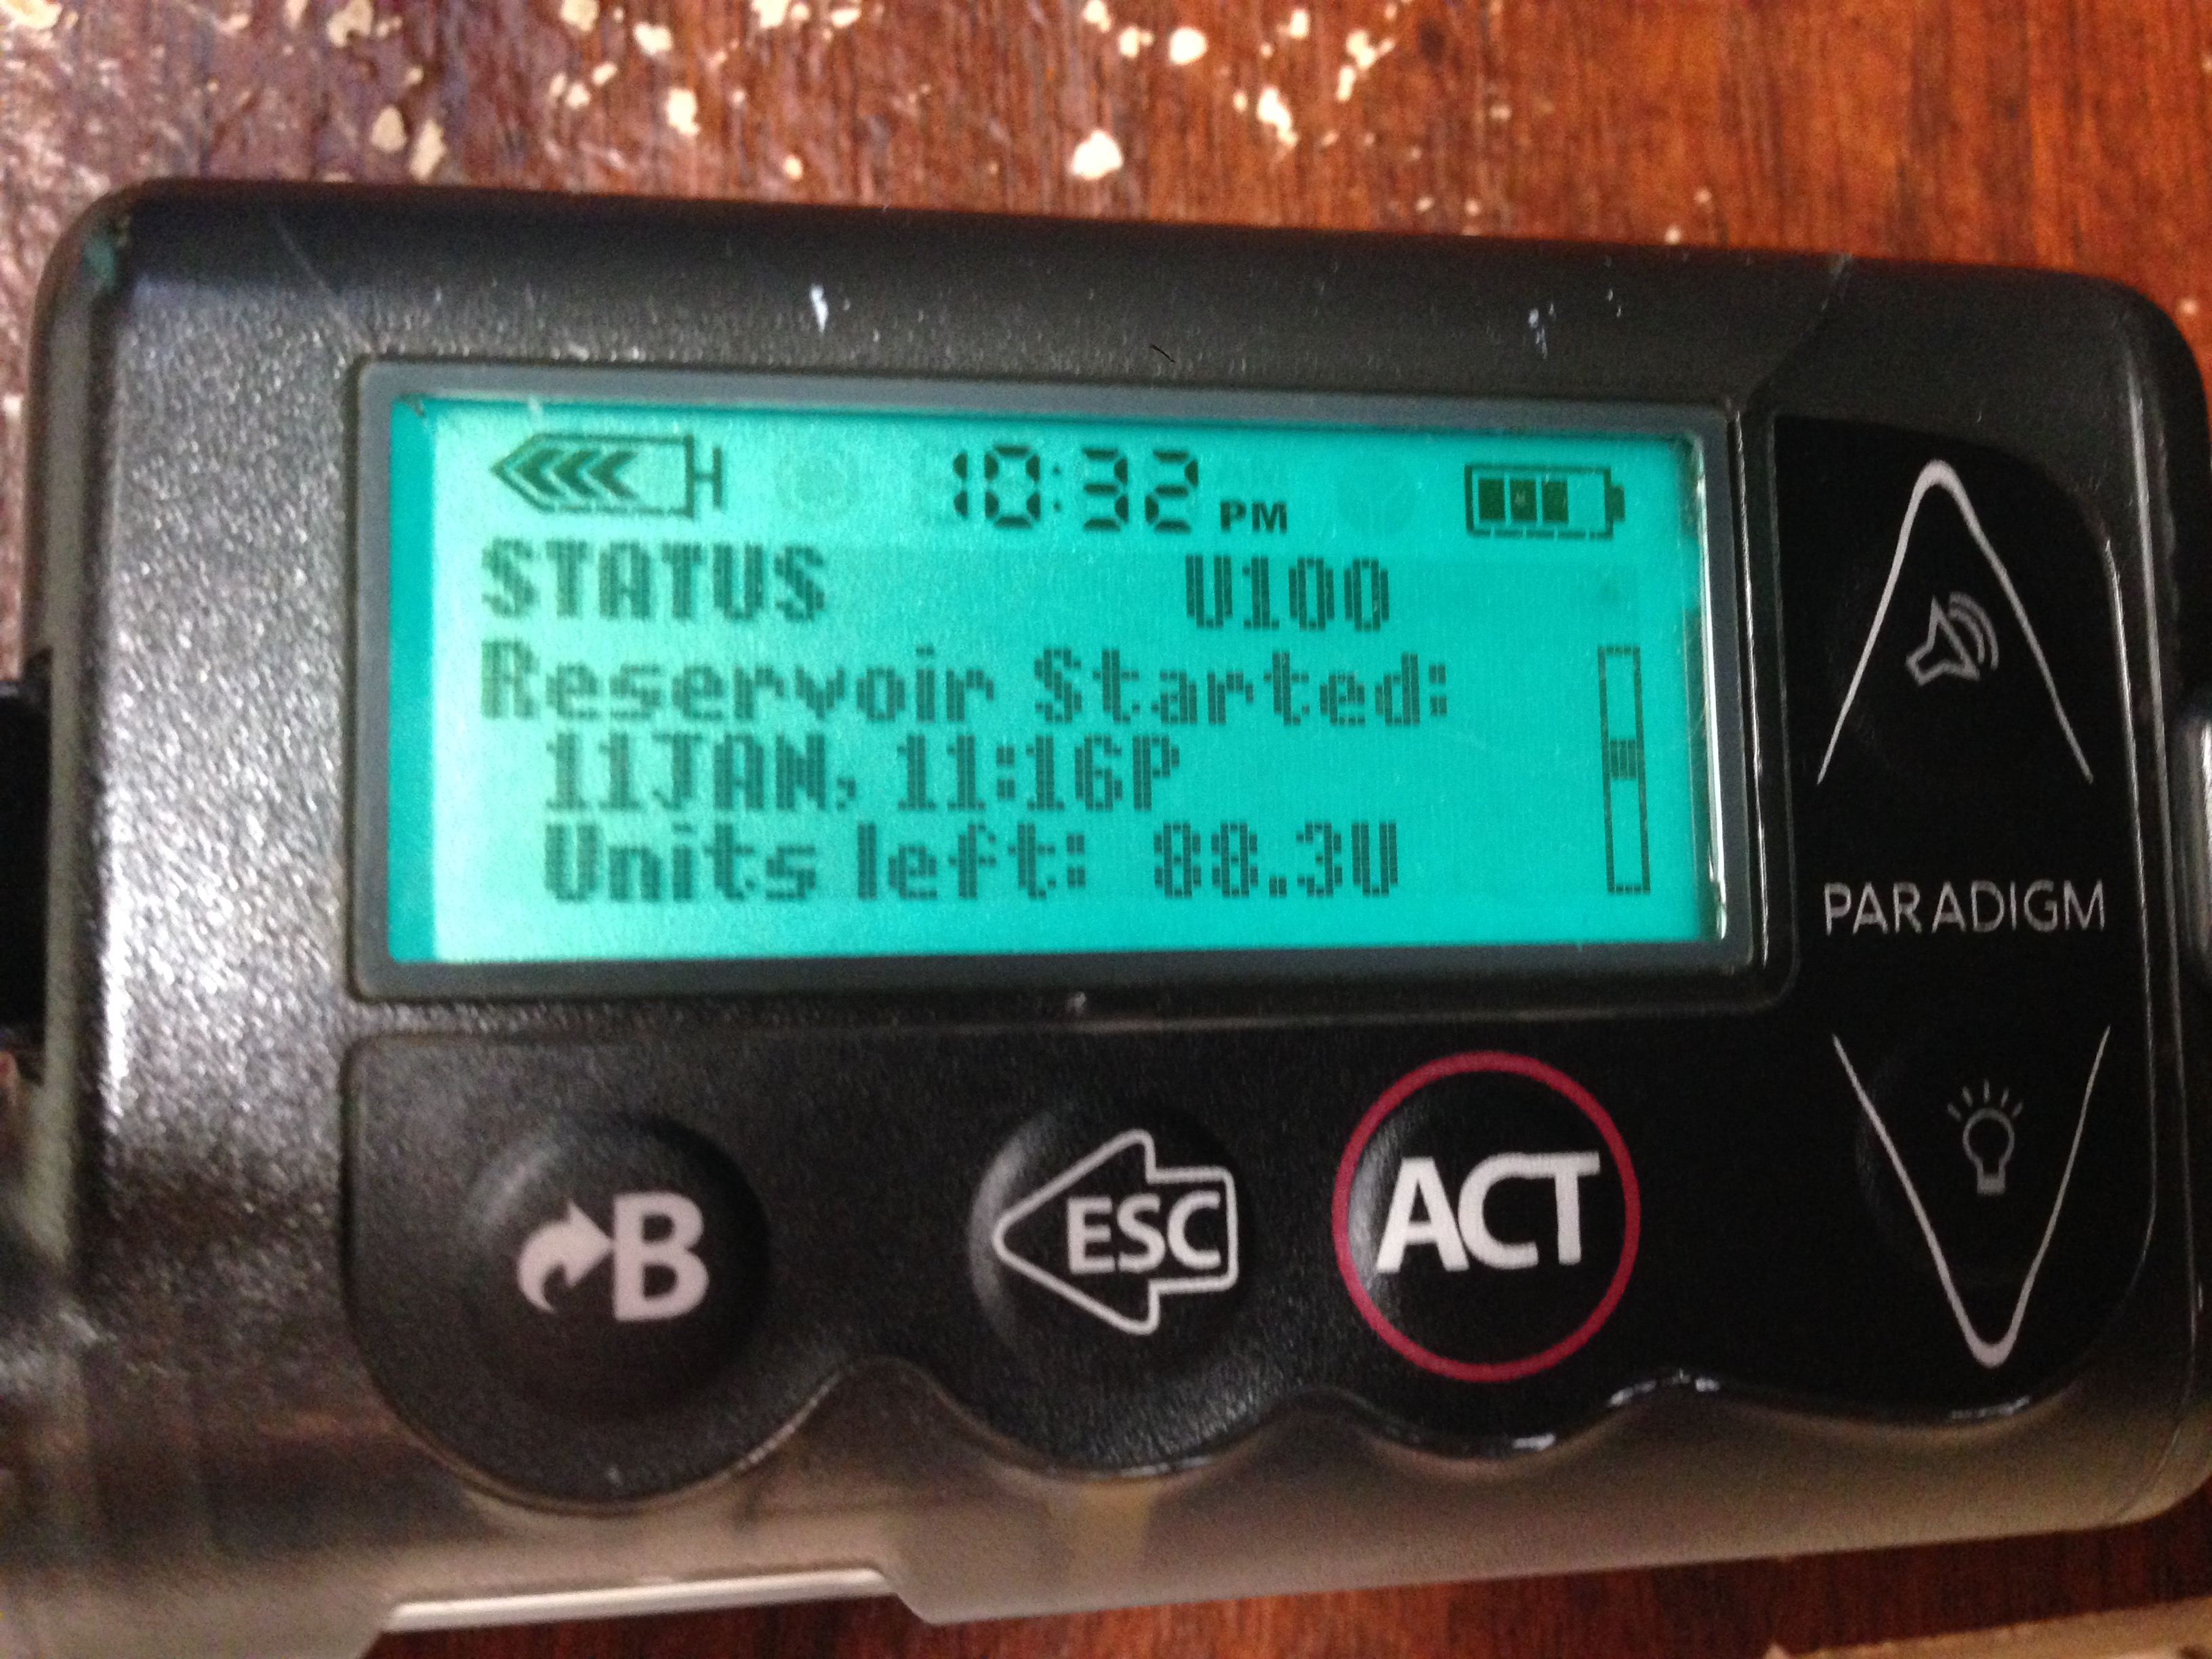 10:32 PM
STATUS U100
Reservoir Started:
11JAN, 11:16P
Units left: 88.3U
PARADIGM
B
ESC
ACT